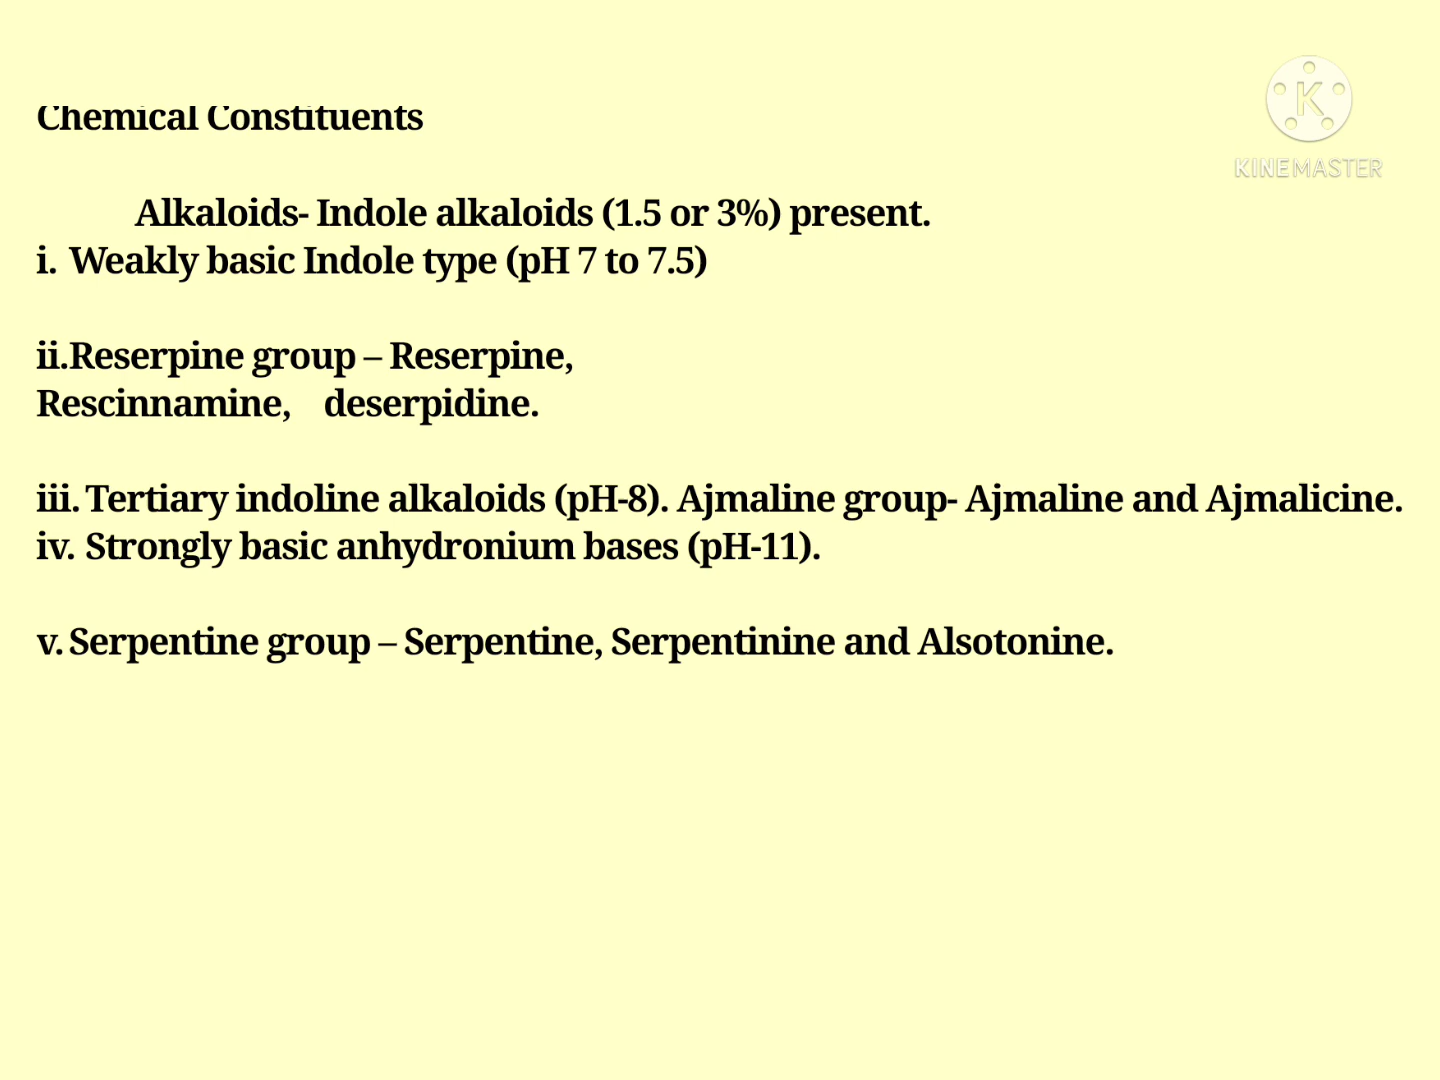 Chemical Constituents
KINEMASTER
Alkaloids- Indole alkaloids (1.5 or 3%) present.
i. Weakly basic Indole type (pH 7 to 7.5)
ii.Reserpine group – Reserpine,
Rescinnamine, deserpidine.
iii. Tertiary indoline alkaloids (pH-8). Ajmaline group- Ajmaline and Ajmalicine.
iv. Strongly basic anhydronium bases (pH-11).
v. Serpentine group – Serpentine, Serpentinine and Alsotonine.